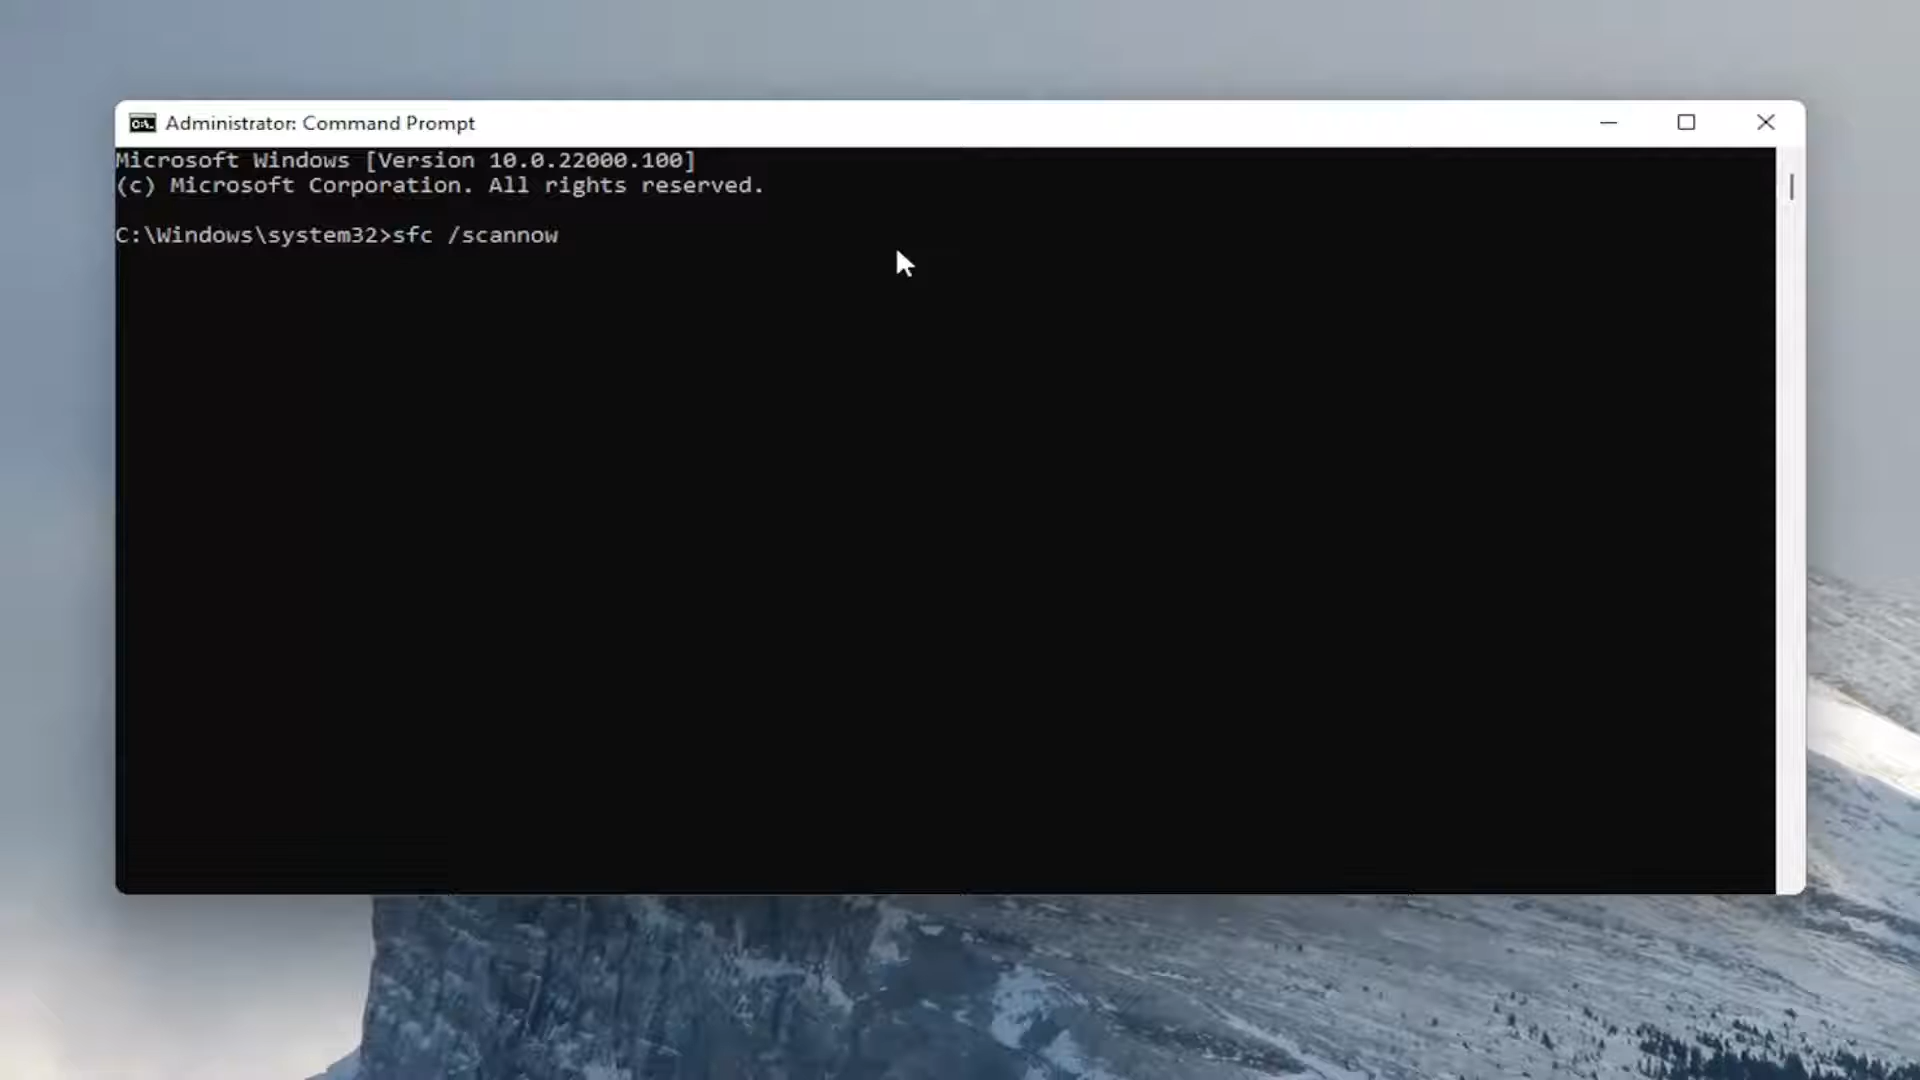 Administrator: Command Prompt
Microsoft Windows [Version 10.0.22000.100]
(c) Microsoft Corporation. All rights reserved.
C:\Windows\system32>sfc /scannow